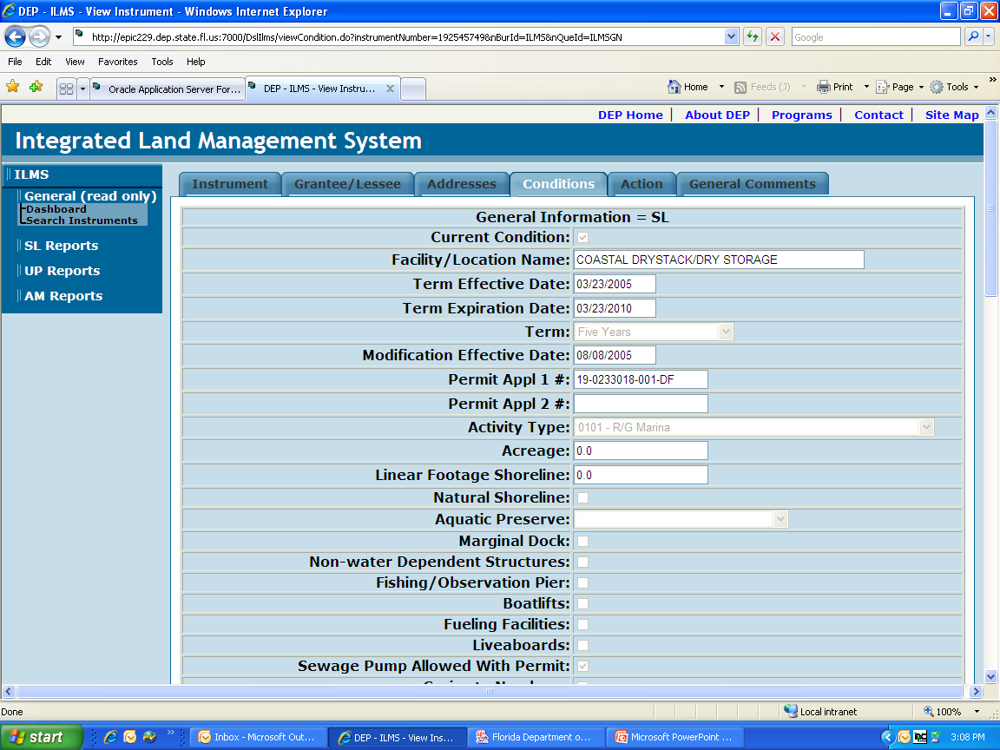 DEP - ILMS - View Instrument - Windows Internet Explorer
http://epic229.dep.state.fl.us:7000/DslIlms/viewCondition.do?instrumentNumber=192545749&nBurId=ILMS&nQueId=ILMSGN
Google
File Edit View Favorites Tools Help
Oracle Application Server For...
DEP - ILMS - View Instru...
Home Feeds (J) Print Page Tools »
DEP Home | About DEP | Programs | Contact | Site Map
Integrated Land Management System
ILMS
General (read only)
Dashboard
Search Instruments
SL Reports
UP Reports
AM Reports
Instrument Grantee/Lessee Addresses Conditions Action General Comments
General Information = SL
Current Condition:
Facility/Location Name: COASTAL DRYSTACK/DRY STORAGE
Term Effective Date: 03/23/2005
Term Expiration Date: 03/23/2010
Term: Five Years
Modification Effective Date: 08/08/2005
Permit Appl 1 #: 19-0233018-001-DF
Permit Appl 2 #:
Activity Type: 0101 - R/G Marina
Acreage: 0.0
Linear Footage Shoreline: 0.0
Natural Shoreline:
Aquatic Preserve:
Marginal Dock:
Non-water Dependent Structures:
Fishing/Observation Pier:
Boatlifts:
Fueling Facilities:
Liveaboards:
Sewage Pump Allowed With Permit:
Done
Local intranet
100%
start
»
Inbox - Microsoft Out...
DEP - ILMS - View Ins...
Florida Department o...
Microsoft PowerPoint ...
3:08 PM